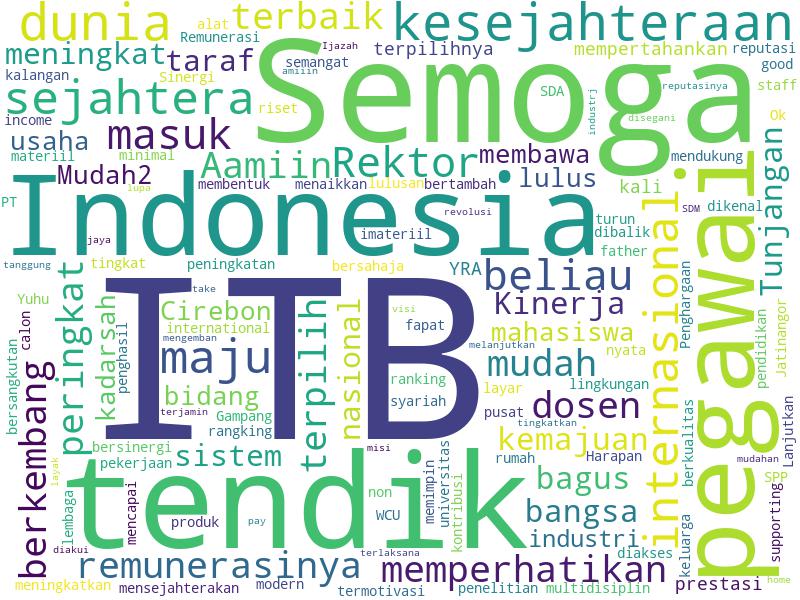 dunia
terbaik
kesejahteraan
alat
Remunerasi
Ijazah
meningkat
taraf
semangat
terpilihnya
mempertahankan
reputasi
kalangan
Sinergi
amiiin
Semoga
good
income
sejahtera
riset
SDA
industrj
reputasinya
staff
disegani
Ok
usaha
masuk
materiil
minimal
Aamiin
Rektor
membawa
mendukung
Tunjangan
Mudah2
lupa
membentuk
menaikkan
lulusan
bertambah
lulus
kali
PT
Indonesia
revolusi
SDM
dikenal
turun
dibalik
jaya
imateriil
father
tanggung
tingkat
peningkatan
bersahaja
YRA
beliau
internasional
pegawai
Penghargaan
Yuhu
peringkat
kadarsah
ITB
take
Cirebon
international
mengemban
visi
fapat
Kinerja
mahasiswa
nyata
Jatinangor
pendidikan
calon
penghasil
maju
terpilih
nasional
melanjutkan
mudah
bersangkutan
berkembang
bidang
ranking
syariah
layar
lingkungan
terjamin
Gampang
rangking
pusat
dosen
berkualitas
Lanjutkan
tingkatkan
bersinergi
pekerjaan
sistem
misi
kemajuan
rumah
Harapan
mudahan
layak
lembaga
tendik
mencapai
non
memimpin
universitas
kontribusi
bagus
SPP
supporting
produk
pay
WCU
bangsa
industri
diakses
keluarga
diakui
terlaksana
remunerasinya
memperhatikan
home
meningkatkan
mensejahterakan
modern
termotivasi
penelitian
multidisiplin
prestasi